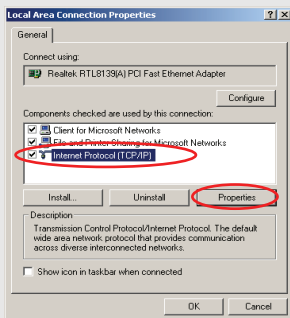 Local Area Connection Properties
General
Connect using:
Realtek RTL8139(A) PCI Fast Ethernet Adapter
Configure
Components checked are used by this connection:
Client for Microsoft Networks
File and Printer Sharing for Microsoft Networks
Internet Protocol (TCP/IP)
Install...
Uninstall
Properties
Description
Transmission Control Protocol/Internet Protocol. The default
wide area network protocol that provides communication
across diverse interconnected networks.
Show icon in taskbar when connected
OK
Cancel